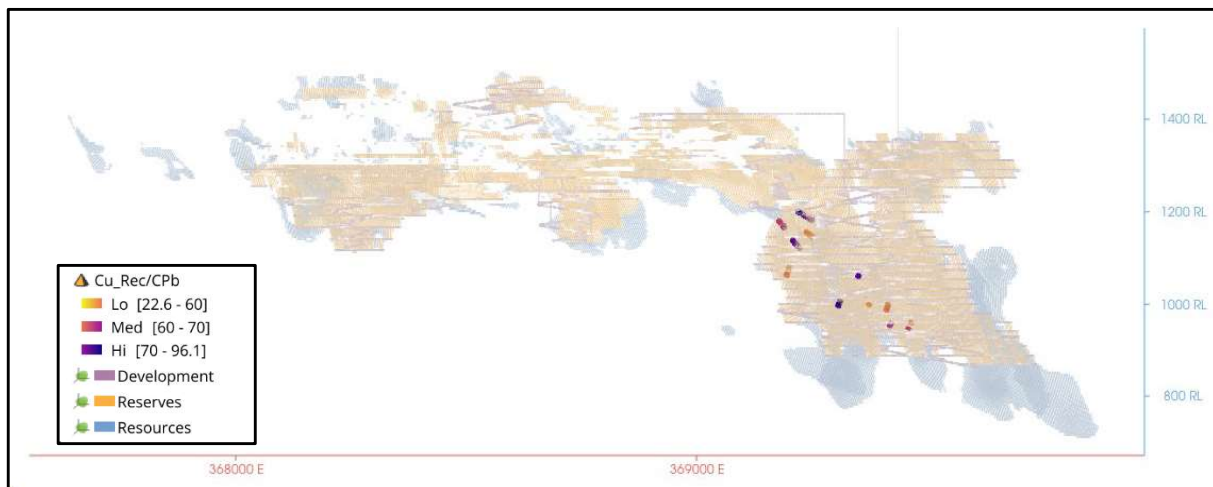 1400 RL
1200 RL
Cu_Rec/CPb
Lo [22.6 - 60]
Med [60 - 70]
Hi [70 - 96.1]
Development
Reserves
Resources
1000 RL
800 RL
368000 E
369000 E